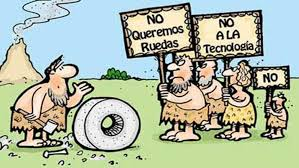 NO
Queremos
Ruedas
NO
A LA
Tecnología
NO